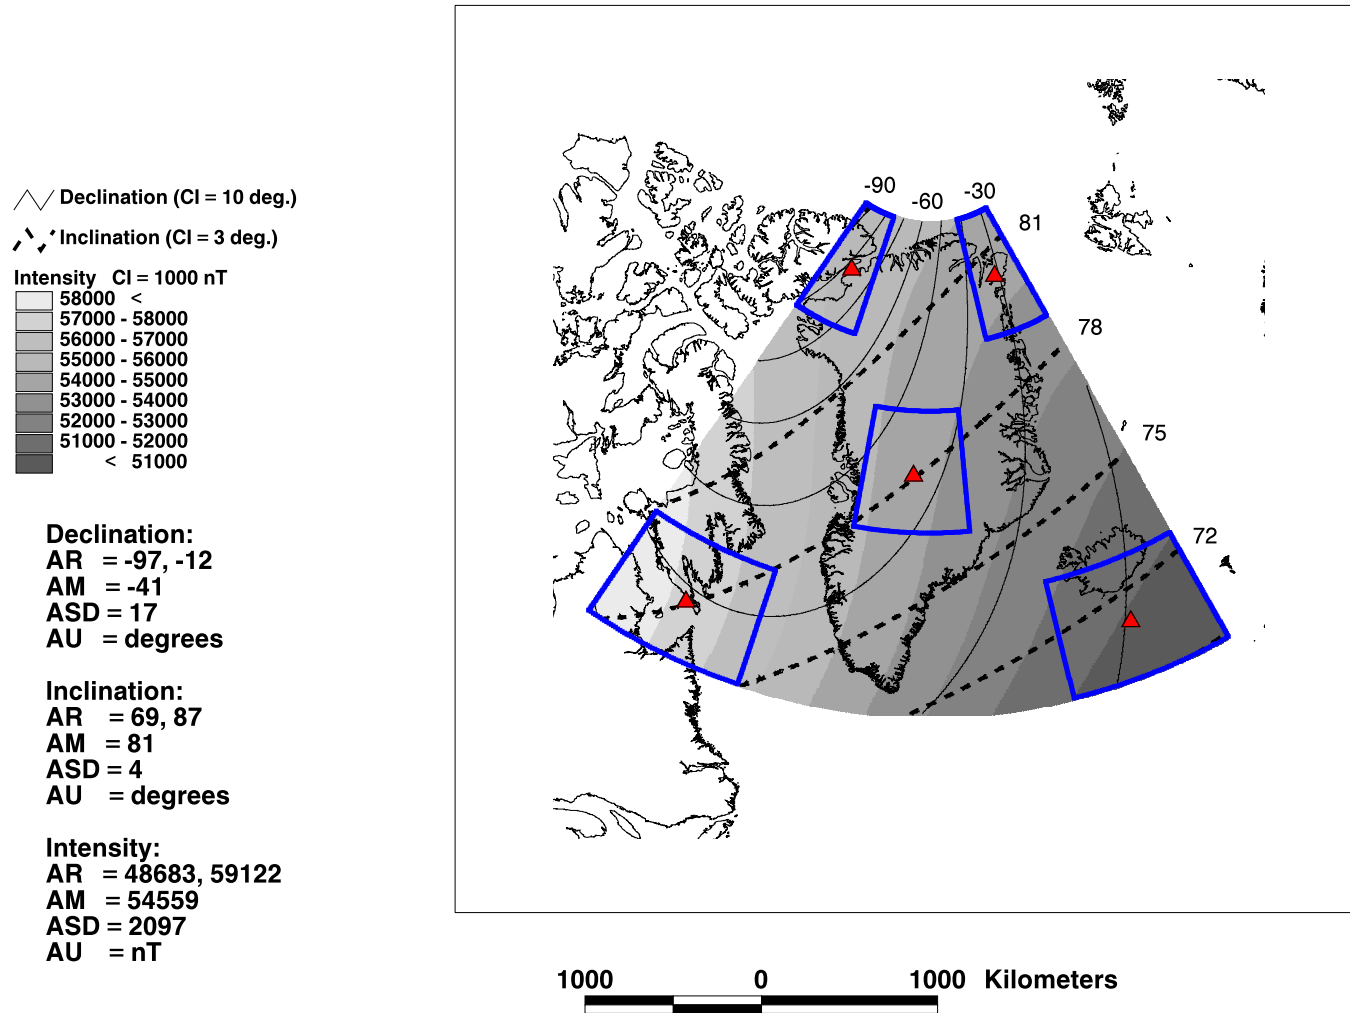 Declination (CI = 10 deg.)
Inclination (CI = 3 deg.)
Intensity CI = 1000 nT
58000 <
57000 - 58000
56000 - 57000
55000 - 56000
54000 - 55000
53000 - 54000
52000 - 53000
51000 - 52000
< 51000
Declination:
AR = -97, -12
AM = -41
ASD = 17
AU = degrees
Inclination:
AR = 69, 87
AM = 81
ASD = 4
AU = degrees
Intensity:
AR = 48683, 59122
AM = 54559
ASD = 2097
AU = nT
-90
-60
-30
81
78
75
72
1000 0 1000 Kilometers